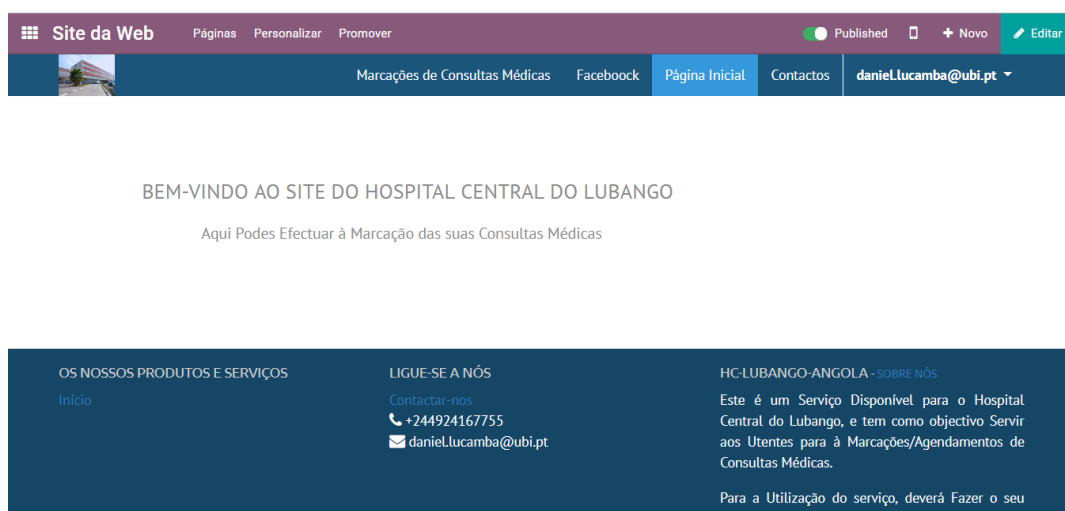 Site da Web Páginas Personalizar Promover Published + Novo Editar
Marcações de Consultas Médicas Faceboock Página Inicial Contactos daniel.lucamba@ubi.pt
BEM-VINDO AO SITE DO HOSPITAL CENTRAL DO LUBANGO
Aqui Podes Efectuar à Marcação das suas Consultas Médicas
OS NOSSOS PRODUTOS E SERVIÇOS
Início
LIGUE-SE A NÓS
Contactar-nos
+244924167755
daniel.lucamba@ubi.pt
HC-LUBANGO-ANGOLA - SOBRE NÓS
Este é um Serviço Disponível para o Hospital
Central do Lubango, e tem como objectivo Servir
aos Utentes para à Marcações/Agendamentos de
Consultas Médicas.
Para a Utilização do serviço, deverá Fazer o seu